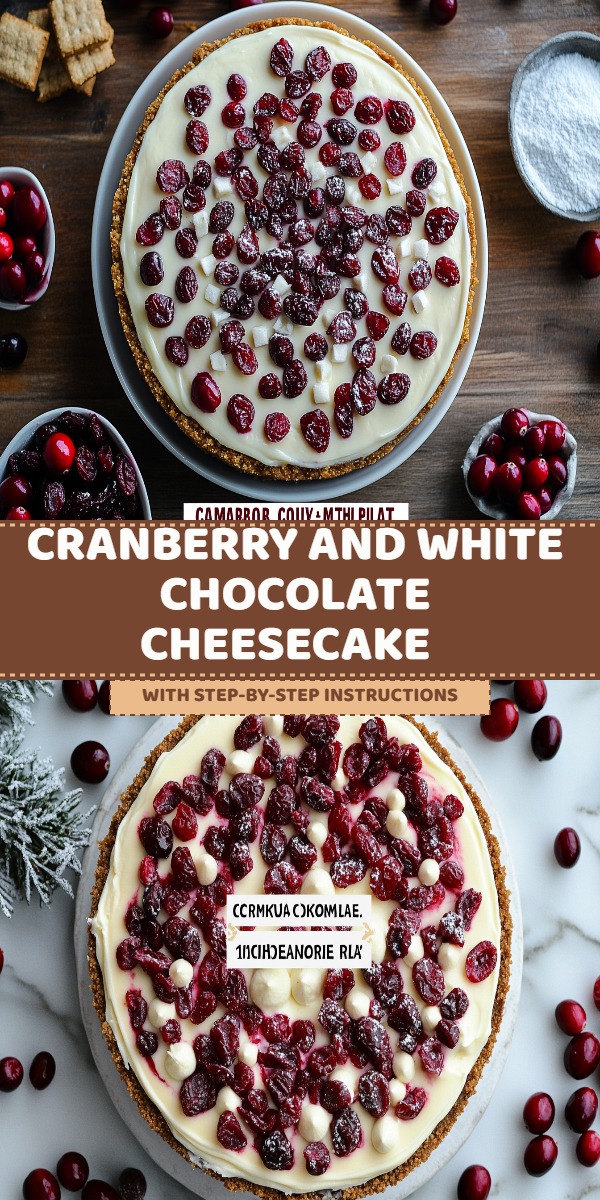 CRANBERRY AND WHITE
CHOCOLATE
CHEESECAKE
WITH STEP-BY-STEP INSTRUCTIONS